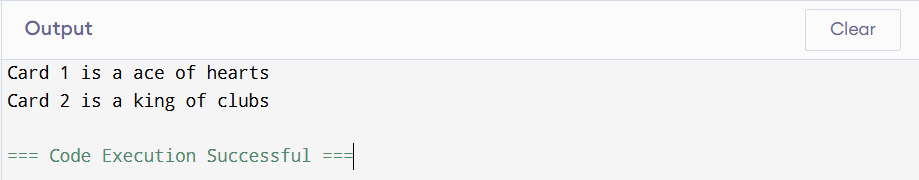 Output
Clear
Card 1 is a ace of hearts
Card 2 is a king of clubs
=== Code Execution Successful ===